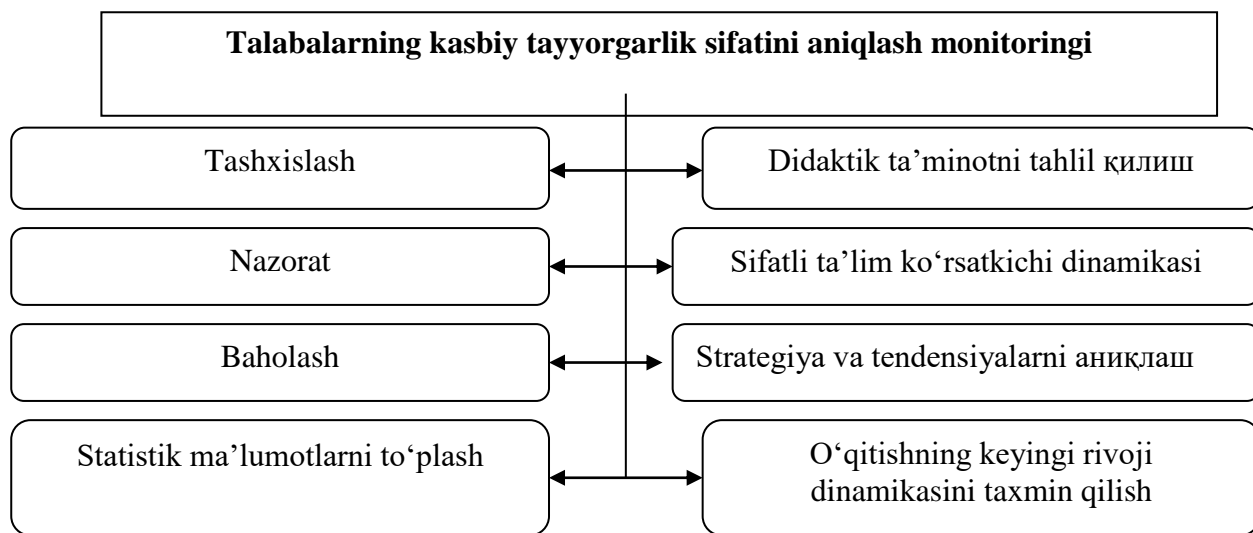 Talabalarning kasbiy tayyorgarlik sifatini aniqlash monitoringi
Tashxislash
Didaktik ta’minotni tahlil қилиш
Nazorat
Sifatli ta’lim ko‘rsatkichi dinamikasi
Baholash
Strategiya va tendensiyalarni аниқлаш
Statistik ma’lumotlarni to‘plash
O‘qitishning keyingi rivoji
dinamikasini taxmin qilish